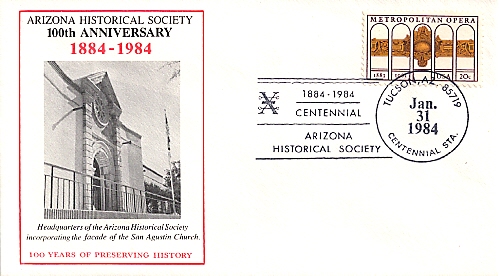 ARIZONA HISTORICAL SOCIETY
100th ANNIVERSARY
1884-1984
Headquarters of the Arizona Historical Society
incorporating the facade of the San Agustin Church.
100 YEARS OF PRESERVING HISTORY
1884-1984
CENTENNIAL
ARIZONA
HISTORICAL SOCIETY
METROPOLITAN OPERA
1883 1983 USA 20c
TUCSON, AZ. 85719
Jan.
31
1984
CENTENNIAL STA.